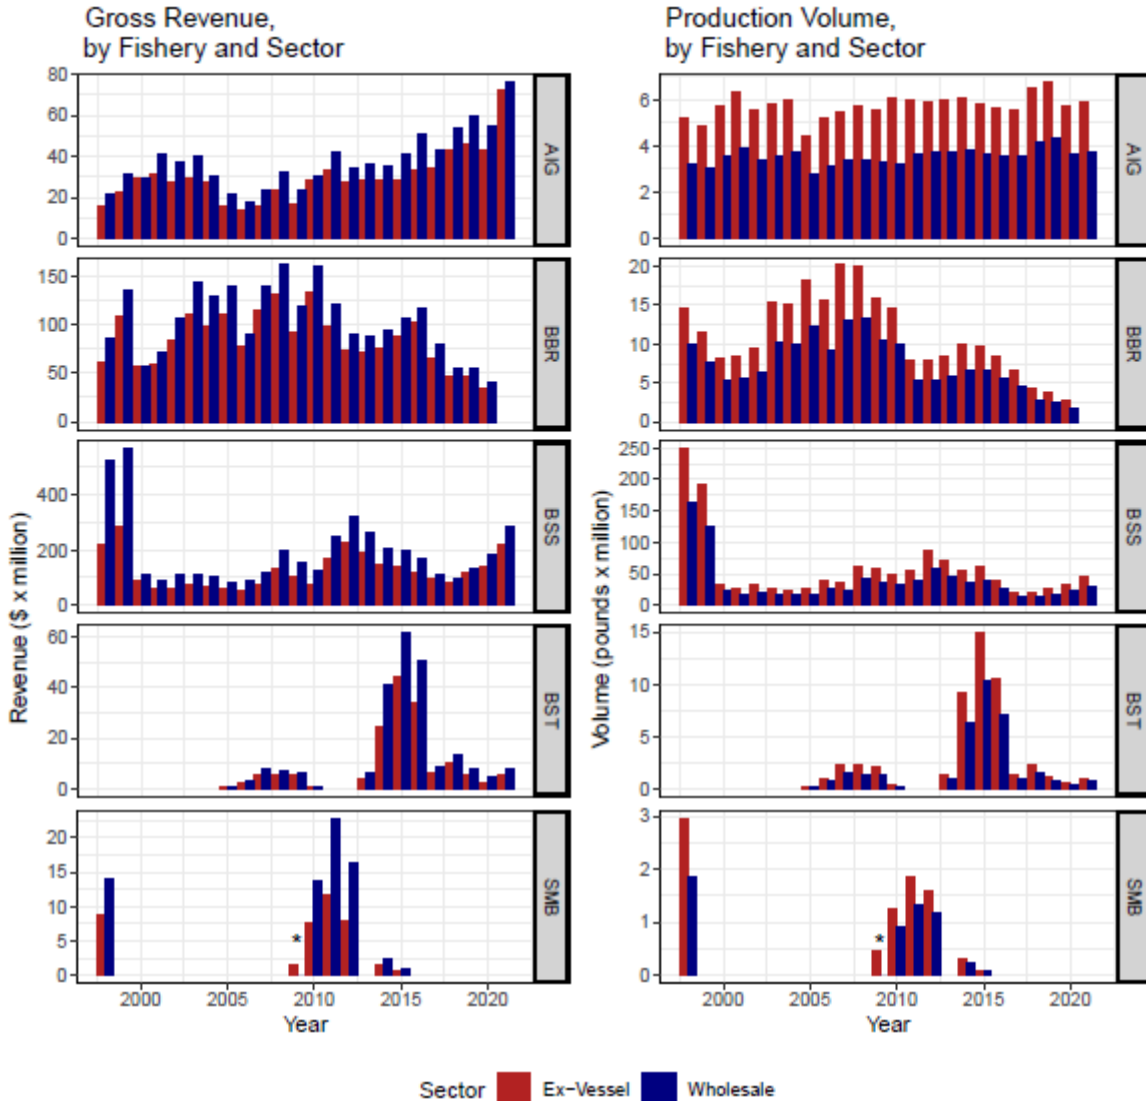 Gross Revenue,
by Fishery and Sector
Revenue ($ x million)
80
60
40
20
0
AIG
150
100
50
0
BBR
400
200
0
BSS
60
40
20
0
BST
20
15
10
5
0
*
SMB
2000 2005 2010 2015 2020
Year
Production Volume,
by Fishery and Sector
Volume (pounds x million)
6
4
2
0
AIG
20
15
10
5
0
BBR
250
200
150
100
50
0
BSS
15
10
5
0
BST
3
2
1
0
*
SMB
2000 2005 2010 2015 2020
Year
Sector Ex-Vessel Wholesale